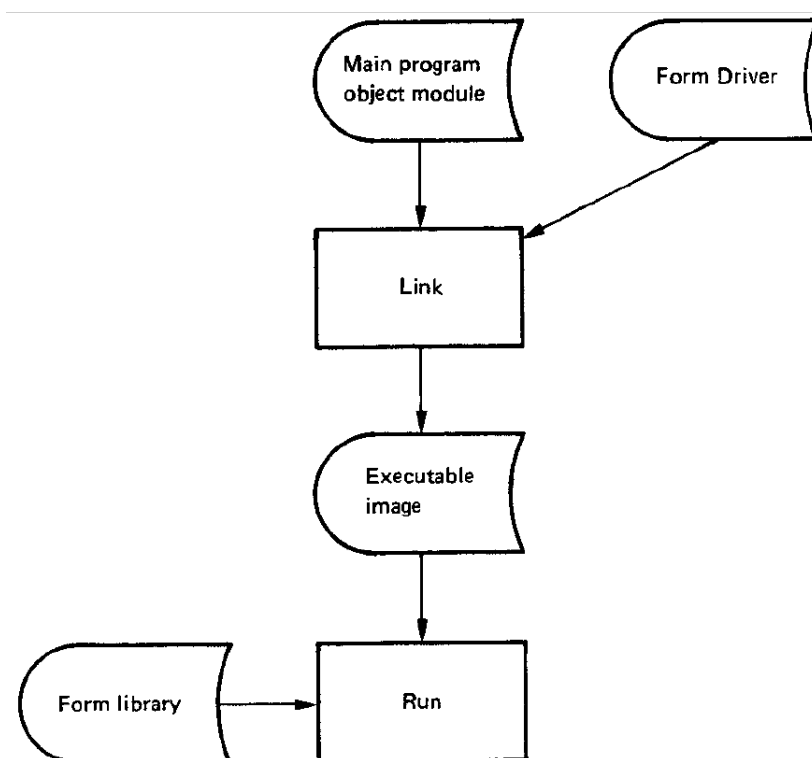 Main program
object module
Form Driver
Link
Executable
image
Form library
Run